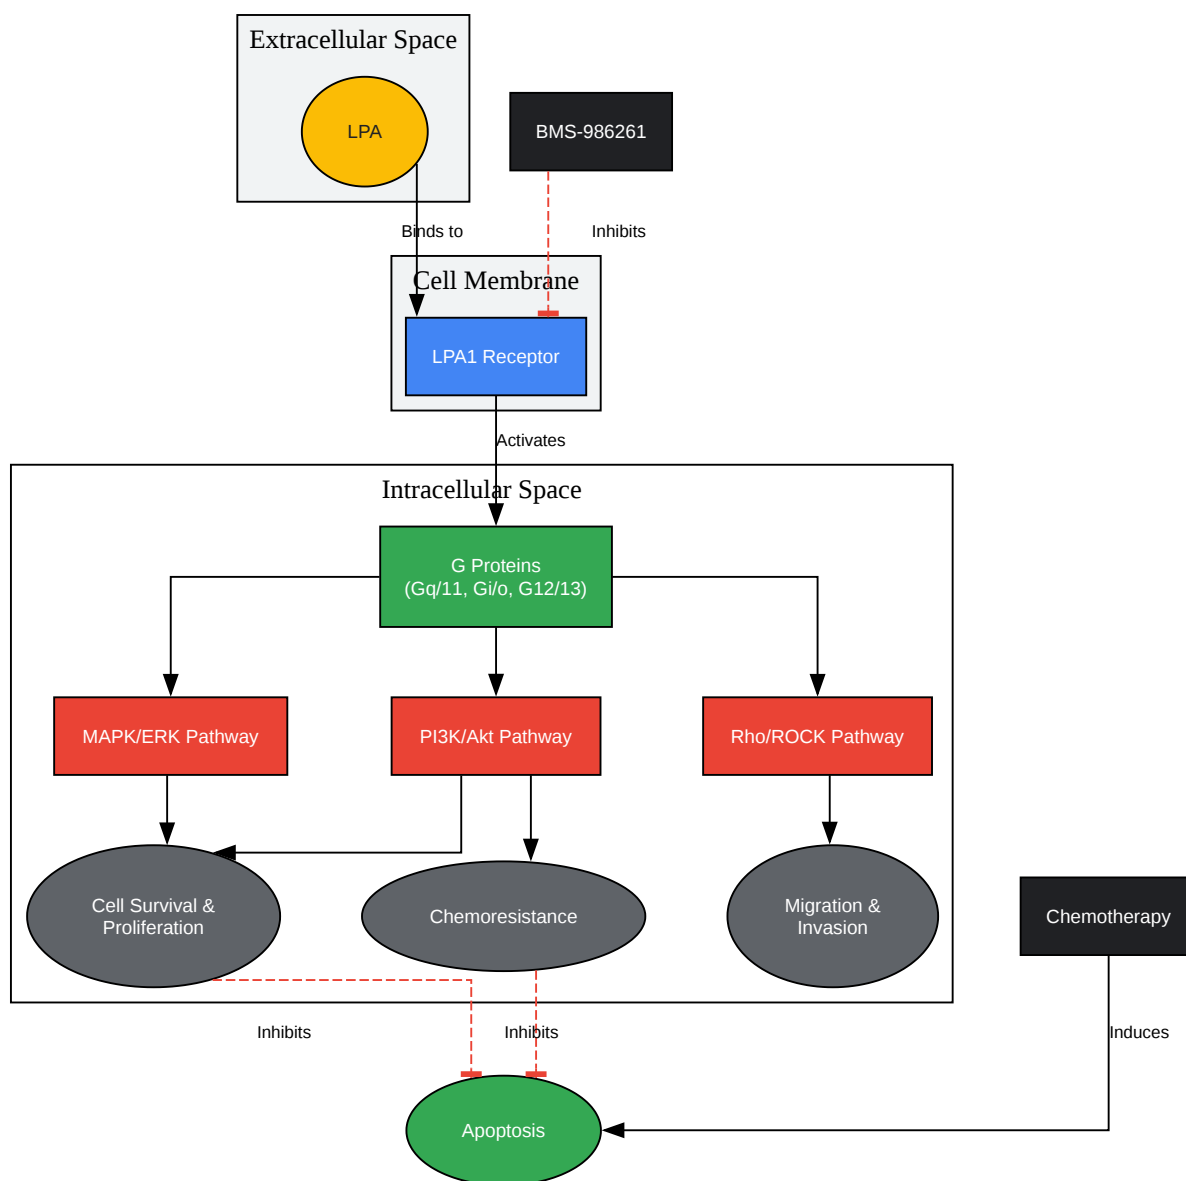 Extracellular Space
LPA
BMS-986261
Binds to
Inhibits
Cell Membrane
LPA1 Receptor
Activates
Intracellular Space
G Proteins
(Gq/11, Gi/o, G12/13)
MAPK/ERK Pathway
PI3K/Akt Pathway
Rho/ROCK Pathway
Cell Survival &
Proliferation
Chemoresistance
Migration &
Invasion
Chemotherapy
Inhibits
Inhibits
Induces
Apoptosis